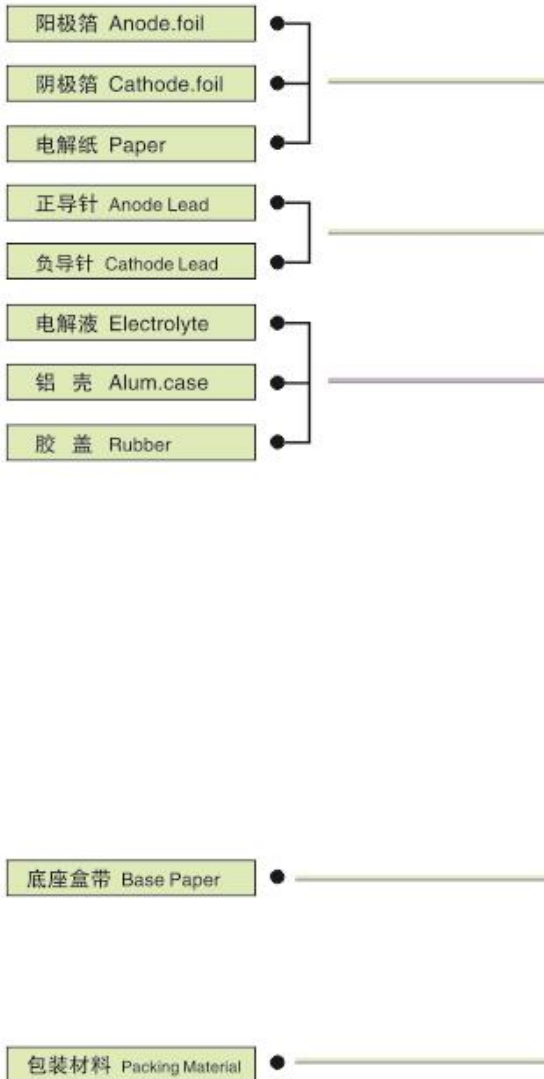 阳极箔 Anode.foil
阴极箔 Cathode.foil
电解纸 Paper
正导针 Anode Lead
负导针 Cathode Lead
电解液 Electrolyte
铝 壳 Alum.case
胶 盖 Rubber
底座盒带 Base Paper
包装材料 Packing Material